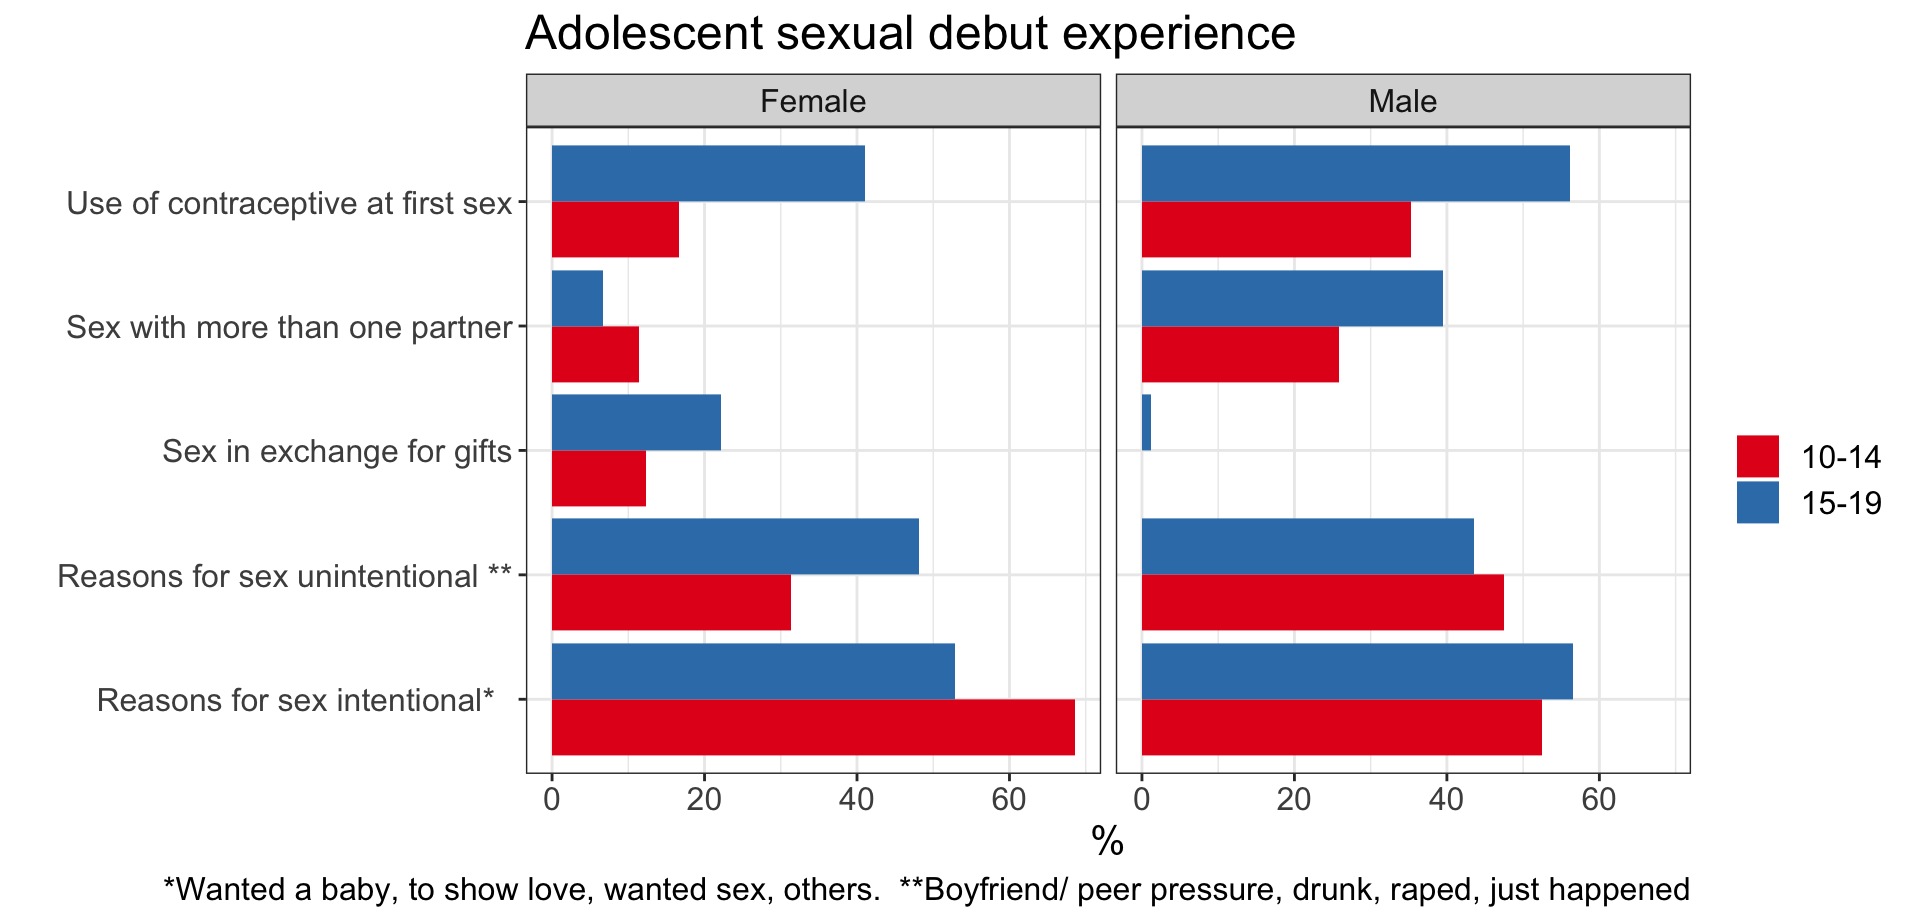 Adolescent sexual debut experience
Female
Male
Use of contraceptive at first sex
Sex with more than one partner
Sex in exchange for gifts
Reasons for sex unintentional **
Reasons for sex intentional*
10-14
15-19
0 20 40 60 0 20 40 60
%
*Wanted a baby, to show love, wanted sex, others.  **Boyfriend/ peer pressure, drunk, raped, just happened